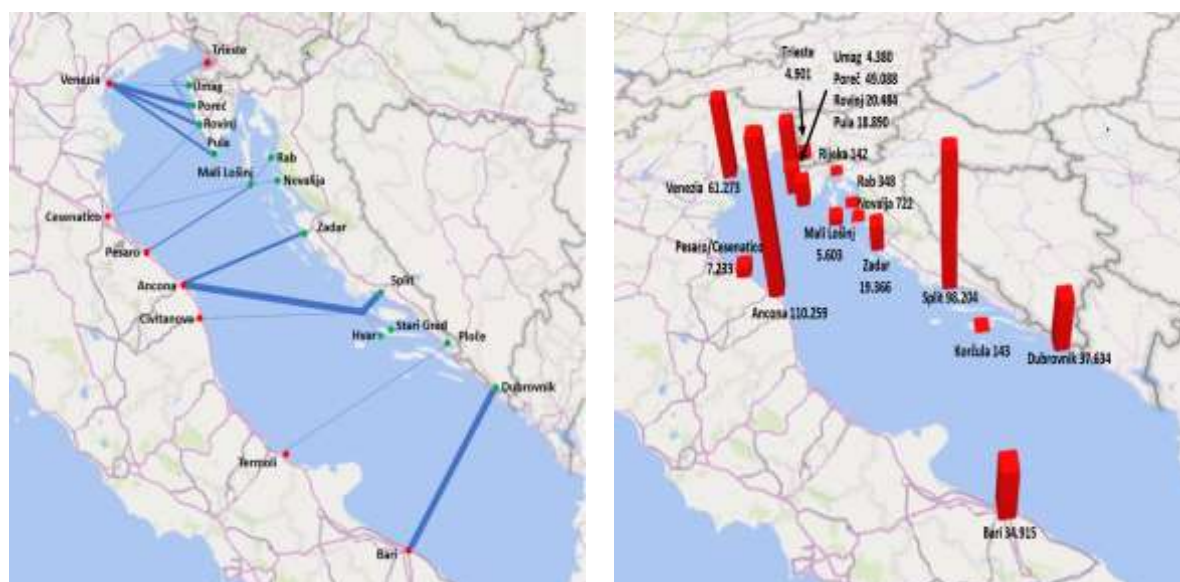 Trieste
Venezia
Umag
Poreč
Rovinj
Pula
Rab
Mali Lošinj
Novalja
Cesenatico
Zadar
Pesaro
Ancona
Split
Civitanova
Stari Grad
Hvar
Ploče
Dubrovnik
Termoli
Bari
Trieste
4.901
Umag 4.380
Poreč 49.088
Rovinj 20.484
Pula 18.890
Rijeka 142
Venezia 61.273
Rab 348
Novalja 722
Mali Lošinj
5.603
Pesaro/Cesenatico
7.233
Zadar
19.366
Ancona 110.259
Split 98.204
Korčula 143
Dubrovnik 37.634
Bari 34.915